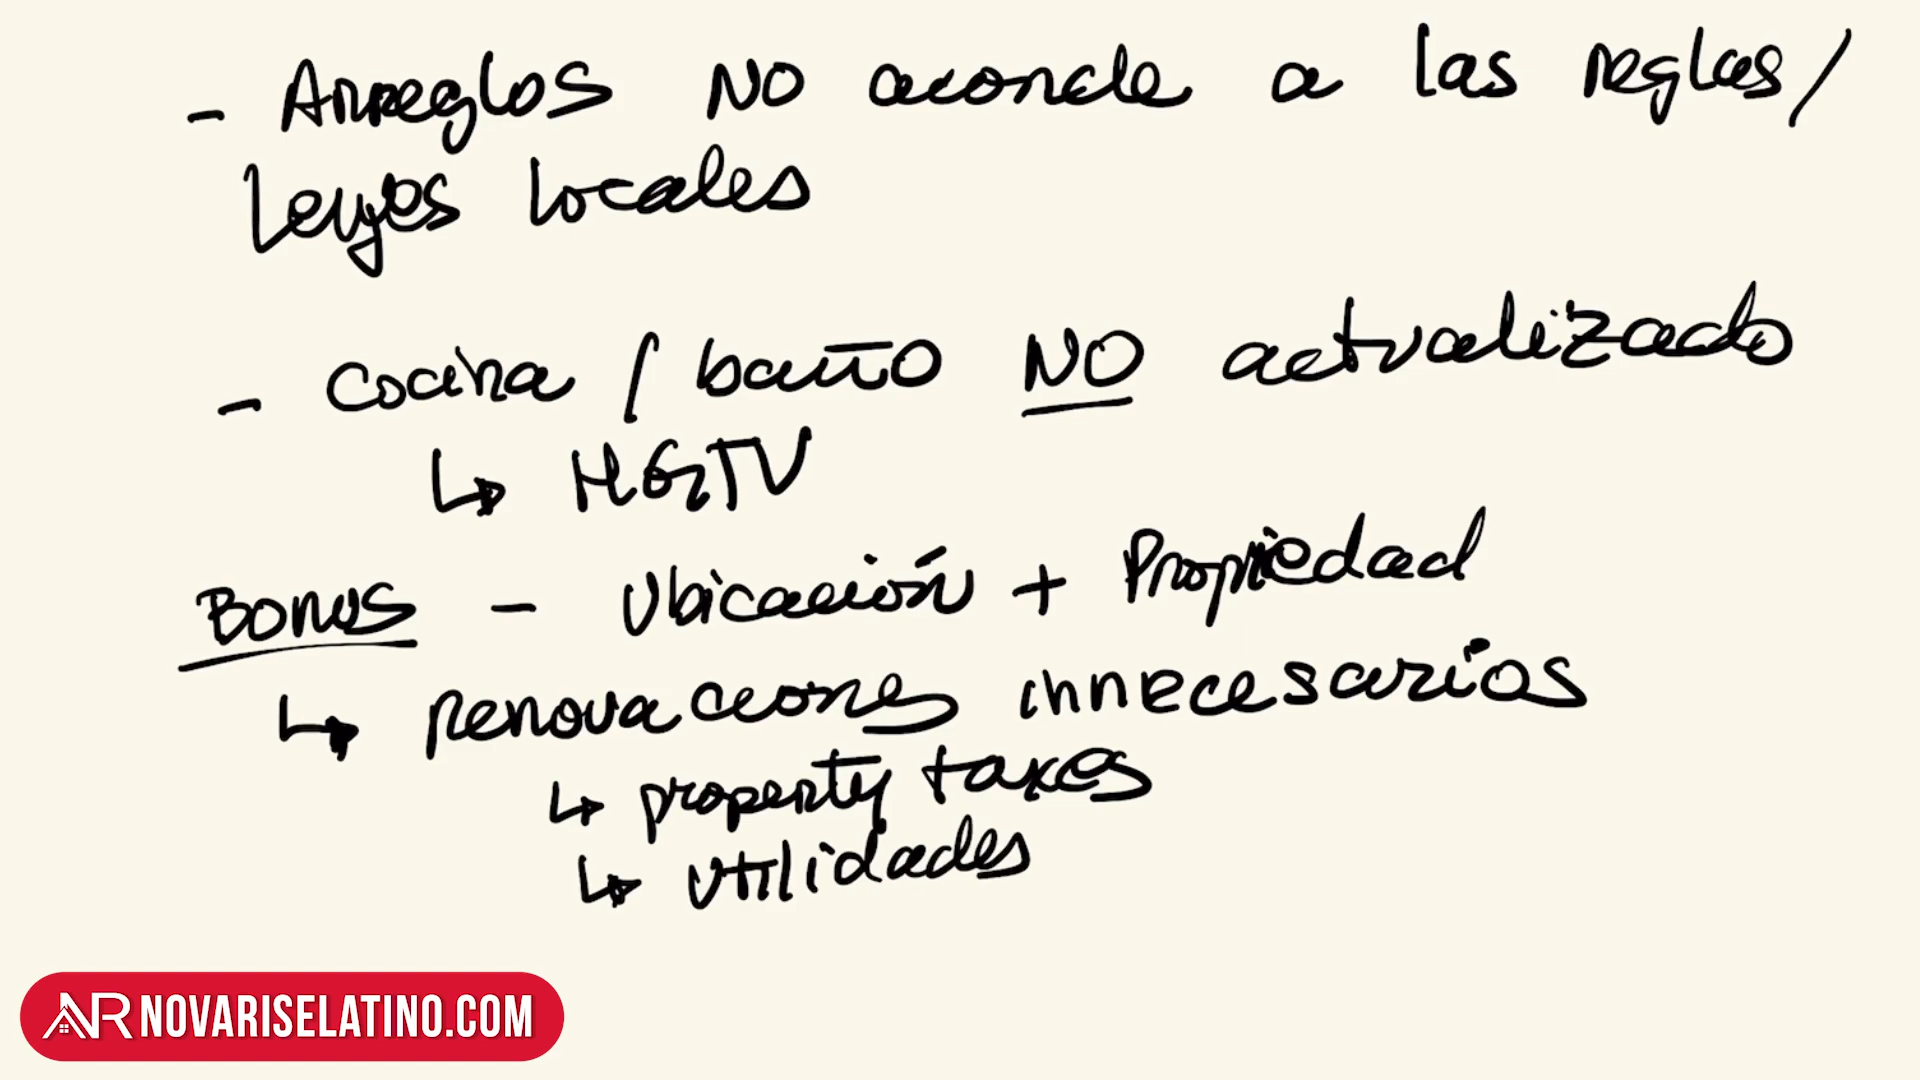 - Arreglos NO acorde a las reglas/
Leyes locales
- Cocina / baño NO actualizado
↳ HGTV
Bonus - Ubicación + Propiedad
↳ renovaciones innecesarios
↳ property taxes
↳ utilidades
NR NOVARISELATINO.COM